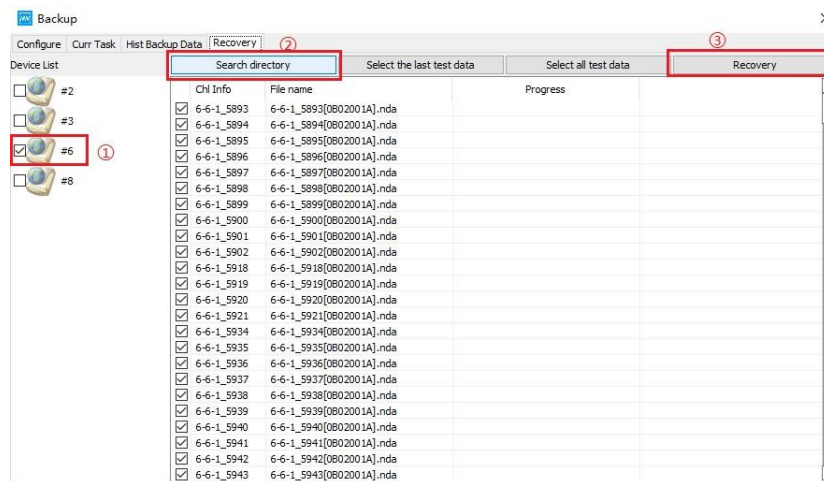 Backup
Configure Curr Task Hist Backup Data Recovery
② ③
Device List Search directory Select the last test data Select all test data Recovery
Chl Info File name Progress
#2
#3
#6 ①
#8
6-6-1_5893 6-6-1_5893[0B02001A].nda
6-6-1_5894 6-6-1_5894[0B02001A].nda
6-6-1_5895 6-6-1_5895[0B02001A].nda
6-6-1_5896 6-6-1_5896[0B02001A].nda
6-6-1_5897 6-6-1_5897[0B02001A].nda
6-6-1_5898 6-6-1_5898[0B02001A].nda
6-6-1_5899 6-6-1_5899[0B02001A].nda
6-6-1_5900 6-6-1_5900[0B02001A].nda
6-6-1_5901 6-6-1_5901[0B02001A].nda
6-6-1_5902 6-6-1_5902[0B02001A].nda
6-6-1_5918 6-6-1_5918[0B02001A].nda
6-6-1_5919 6-6-1_5919[0B02001A].nda
6-6-1_5920 6-6-1_5920[0B02001A].nda
6-6-1_5921 6-6-1_5921[0B02001A].nda
6-6-1_5934 6-6-1_5934[0B02001A].nda
6-6-1_5935 6-6-1_5935[0B02001A].nda
6-6-1_5936 6-6-1_5936[0B02001A].nda
6-6-1_5937 6-6-1_5937[0B02001A].nda
6-6-1_5938 6-6-1_5938[0B02001A].nda
6-6-1_5939 6-6-1_5939[0B02001A].nda
6-6-1_5940 6-6-1_5940[0B02001A].nda
6-6-1_5941 6-6-1_5941[0B02001A].nda
6-6-1_5942 6-6-1_5942[0B02001A].nda
6-6-1_5943 6-6-1_5943[0B02001A].nda